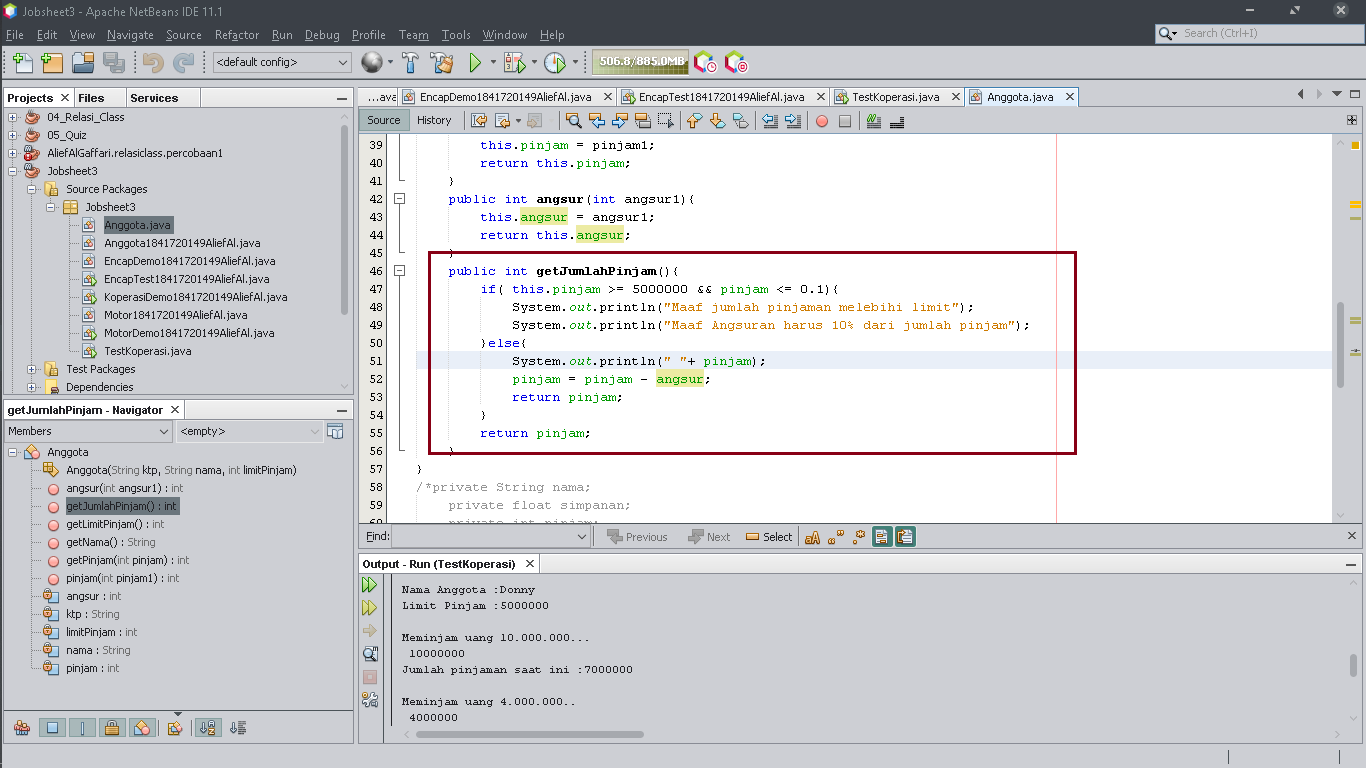 Jobsheet3 - Apache NetBeans IDE 11.1
File Edit View Navigate Source Refactor Run Debug Profile Team Tools Window Help
Search (Ctrl+I)
<default config>
506.8/885.0MB
Projects Files Services
04_Relasi_Class
05_Quiz
AliefAlGaffari.relasiclass.percobaan1
Jobsheet3
Source Packages
Jobsheet3
Anggota.java
Anggota1841720149AliefAl.java
EncapDemo1841720149AliefAl.java
EncapTest1841720149AliefAl.java
KoperasiDemo1841720149AliefAl.java
Motor1841720149AliefAl.java
MotorDemo1841720149AliefAl.java
TestKoperasi.java
Test Packages
Dependencies
getJumlahPinjam - Navigator
Members <empty>
Anggota
Anggota(String ktp, String nama, int limitPinjam)
angsur(int angsur1) : int
getJumlahPinjam() : int
getLimitPinjam() : int
getNama() : String
getPinjam(int pinjam) : int
pinjam(int pinjam1) : int
angsur : int
ktp : String
limitPinjam : int
nama : String
pinjam : int
...ava EncapDemo1841720149AliefAl.java EncapTest1841720149AliefAl.java TestKoperasi.java Anggota.java
Source History
39 this.pinjam = pinjam1;
40 return this.pinjam;
41 }
42 public int angsur(int angsur1){
43 this.angsur = angsur1;
44 return this.angsur;
45 }
46 public int getJumlahPinjam(){
47 if( this.pinjam >= 5000000 && pinjam <= 0.1){
48 System.out.println("Maaf jumlah pinjaman melebihi limit");
49 System.out.println("Maaf Angsuran harus 10% dari jumlah pinjam");
50 }else{
51 System.out.println(" "+ pinjam);
52 pinjam = pinjam - angsur;
53 return pinjam;
54 }
55 return pinjam;
56 }
57 }
58 /*private String nama;
59 private float simpanan;
60 private int pinjam;
Find: Previous Next Select
Output - Run (TestKoperasi)
Nama Anggota :Donny
Limit Pinjam :5000000
Meminjam uang 10.000.000...
10000000
Jumlah pinjaman saat ini :7000000
Meminjam uang 4.000.000..
4000000